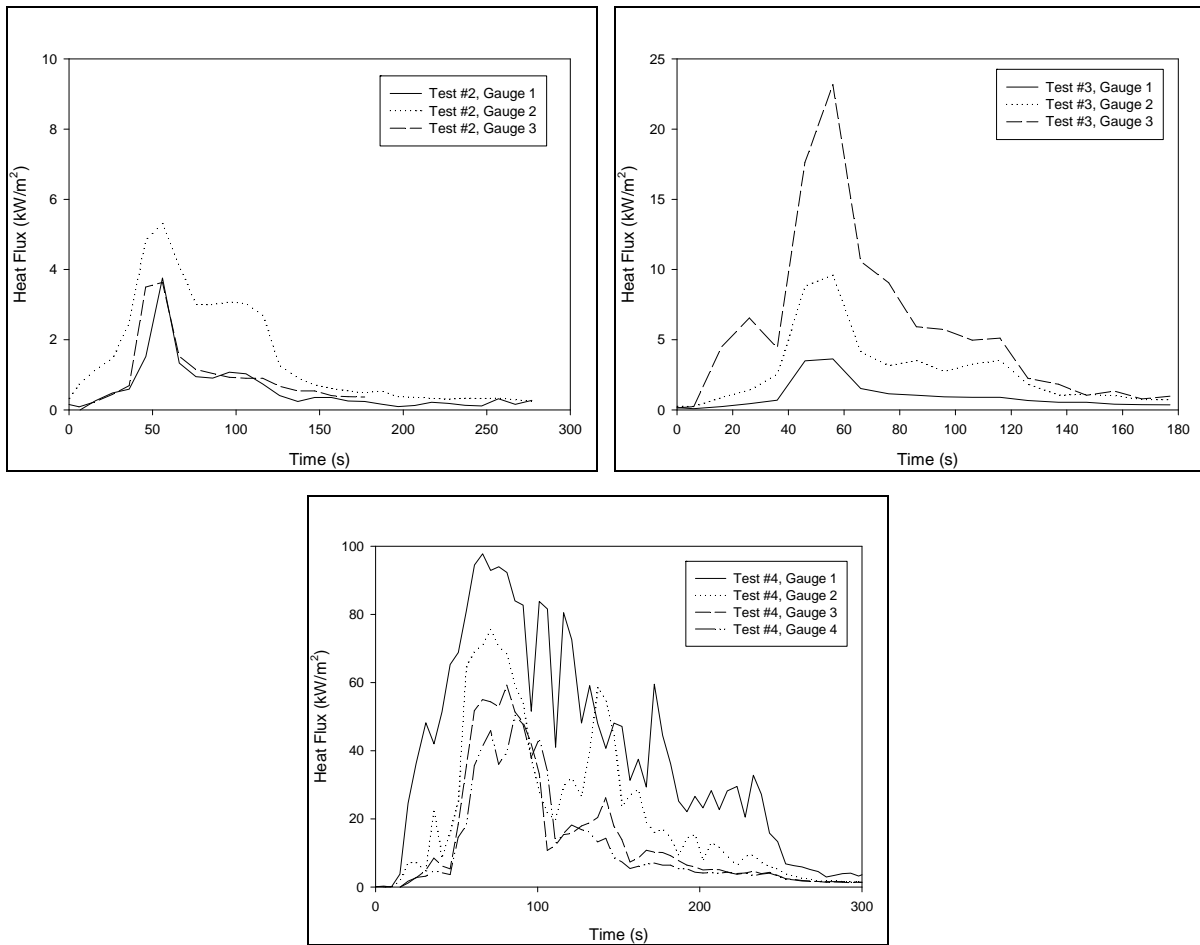 10
8
6
4
2
0
Heat Flux (kW/m²)
Test #2, Gauge 1
Test #2, Gauge 2
Test #2, Gauge 3
0 50 100 150 200 250 300
Time (s)
25
20
15
10
5
0
Heat Flux (kW/m²)
Test #3, Gauge 1
Test #3, Gauge 2
Test #3, Gauge 3
0 20 40 60 80 100 120 140 160 180
Time (s)
100
80
60
40
20
0
Heat Flux (kW/m²)
Test #4, Gauge 1
Test #4, Gauge 2
Test #4, Gauge 3
Test #4, Gauge 4
0 100 200 300
Time (s)